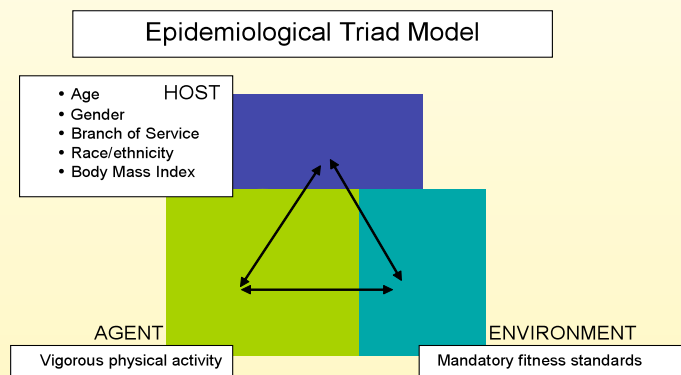 Epidemiological Triad Model
HOST
• Age
• Gender
• Branch of Service
• Race/ethnicity
• Body Mass Index
AGENT
Vigorous physical activity
ENVIRONMENT
Mandatory fitness standards